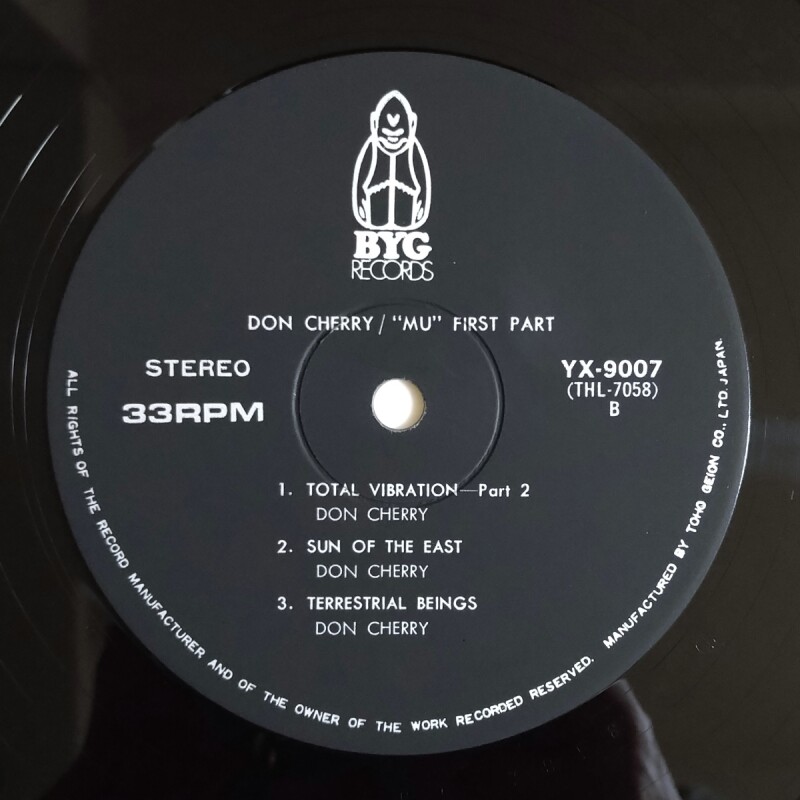 BYG
RECORDS
DON CHERRY / "MU" FIRST PART
STEREO
33RPM
YX-9007
(THL-7058)
B
1. TOTAL VIBRATION—Part 2
DON CHERRY
2. SUN OF THE EAST
DON CHERRY
3. TERRESTRIAL BEINGS
DON CHERRY
ALL RIGHTS OF THE RECORD MANUFACTURER AND OF THE OWNER OF THE WORK RECORDED RESERVED. MANUFACTURED BY TOHO GEION CO., LTD. JAPAN.